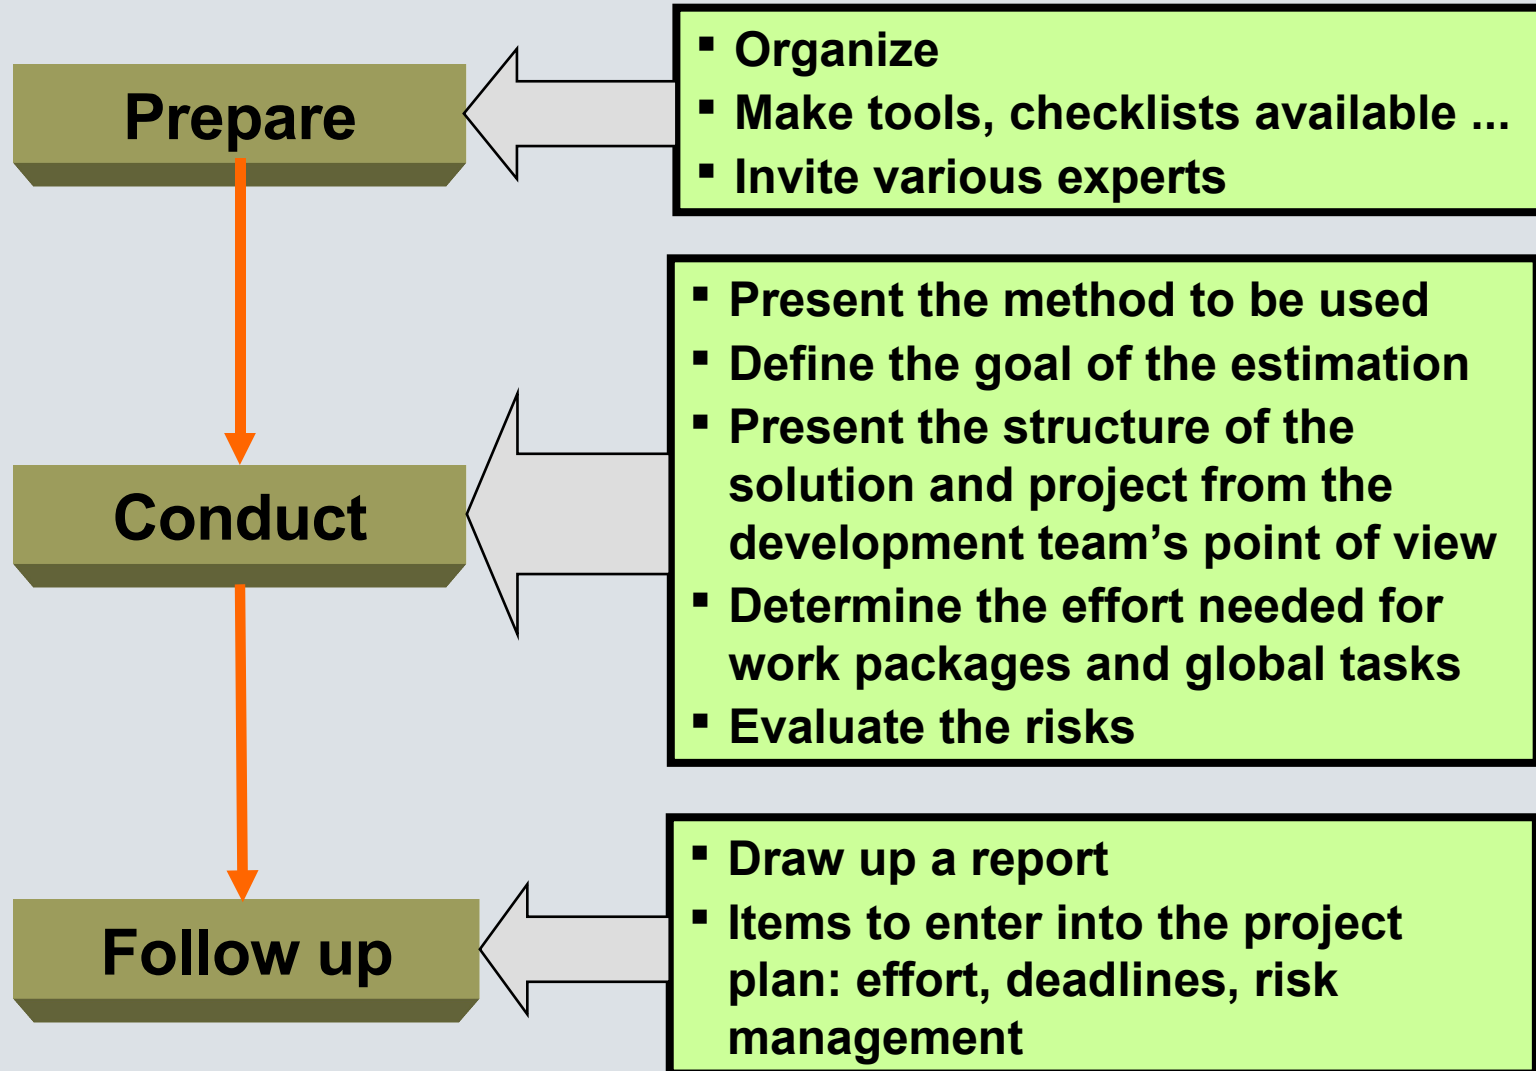 Prepare
▪ Organize
▪ Make tools, checklists available ...
▪ Invite various experts
Conduct
▪ Present the method to be used
▪ Define the goal of the estimation
▪ Present the structure of the
solution and project from the
development team’s point of view
▪ Determine the effort needed for
work packages and global tasks
▪ Evaluate the risks
Follow up
▪ Draw up a report
▪ Items to enter into the project
plan: effort, deadlines, risk
management